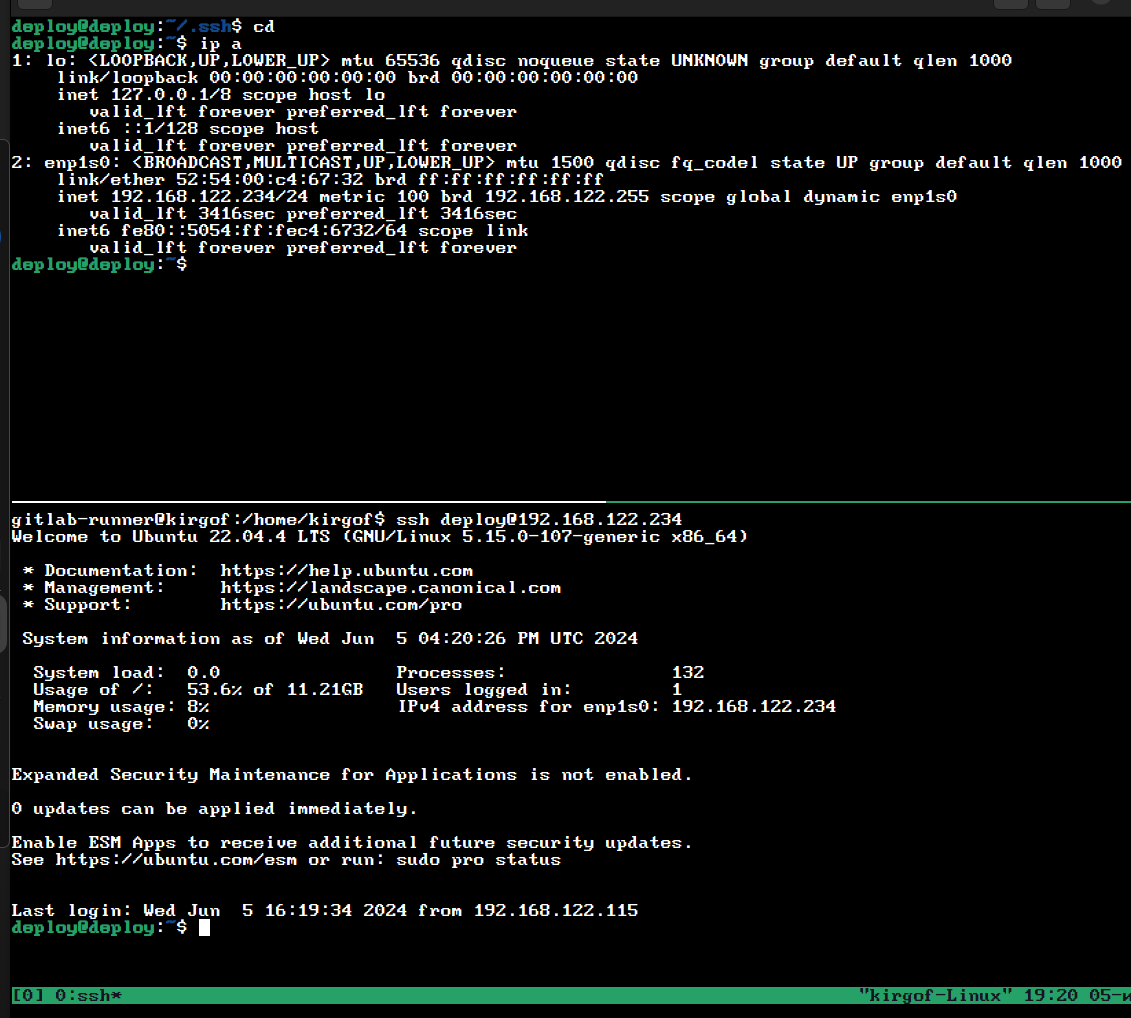 deploy@deploy:~/.ssh$ cd
deploy@deploy:~$ ip a
1: lo: <LOOPBACK,UP,LOWER_UP> mtu 65536 qdisc noqueue state UNKNOWN group default qlen 1000
    link/loopback 00:00:00:00:00:00 brd 00:00:00:00:00:00
    inet 127.0.0.1/8 scope host lo
       valid_lft forever preferred_lft forever
    inet6 ::1/128 scope host
       valid_lft forever preferred_lft forever
2: enp1s0: <BROADCAST,MULTICAST,UP,LOWER_UP> mtu 1500 qdisc fq_codel state UP group default qlen 1000
    link/ether 52:54:00:c4:67:32 brd ff:ff:ff:ff:ff:ff
    inet 192.168.122.234/24 metric 100 brd 192.168.122.255 scope global dynamic enp1s0
       valid_lft 3416sec preferred_lft 3416sec
    inet6 fe80::5054:ff:fec4:6732/64 scope link
       valid_lft forever preferred_lft forever
deploy@deploy:~$
gitlab-runner@kirgof:/home/kirgof$ ssh deploy@192.168.122.234
Welcome to Ubuntu 22.04.4 LTS (GNU/Linux 5.15.0-107-generic x86_64)
 * Documentation:  https://help.ubuntu.com
 * Management:     https://landscape.canonical.com
 * Support:        https://ubuntu.com/pro
 System information as of Wed Jun  5 04:20:26 PM UTC 2024
  System load:  0.0                Processes:               132
  Usage of /:   53.6% of 11.21GB   Users logged in:         1
  Memory usage: 8%                 IPv4 address for enp1s0: 192.168.122.234
  Swap usage:   0%
Expanded Security Maintenance for Applications is not enabled.
0 updates can be applied immediately.
Enable ESM Apps to receive additional future security updates.
See https://ubuntu.com/esm or run: sudo pro status
Last login: Wed Jun  5 16:19:34 2024 from 192.168.122.115
deploy@deploy:~$
[0] 0:ssh* "kirgof-Linux" 19:20 05-и